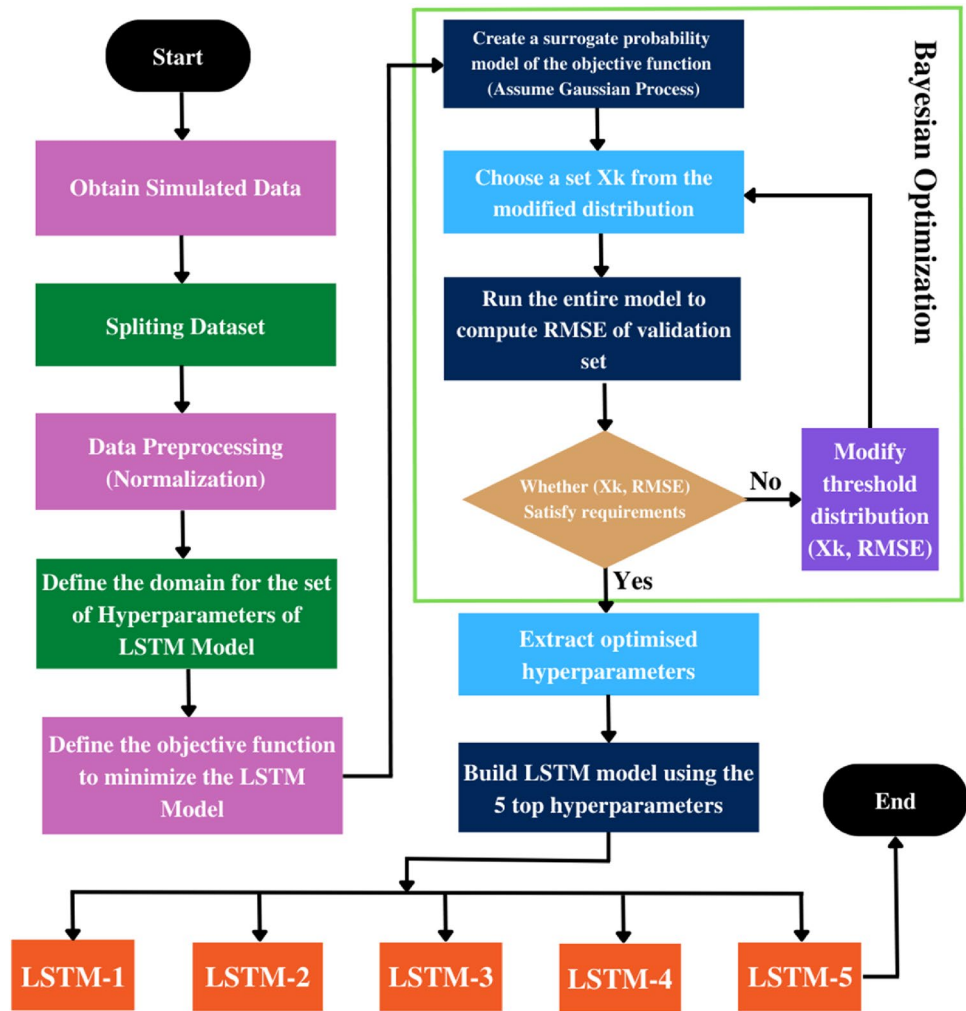 Start
Obtain Simulated Data
Spliting Dataset
Data Preprocessing
(Normalization)
Define the domain for the set
of Hyperparameters of
LSTM Model
Define the objective function
to minimize the LSTM
Model
Bayesian Optimization
Create a surrogate probability
model of the objective function
(Assume Gaussian Process)
Choose a set Xk from the
modified distribution
Run the entire model to
compute RMSE of validation
set
Whether (Xk, RMSE)
Satisfy requirements
No
Modify
threshold
distribution
(Xk, RMSE)
Yes
Extract optimised
hyperparameters
Build LSTM model using the
5 top hyperparameters
End
LSTM-1
LSTM-2
LSTM-3
LSTM-4
LSTM-5